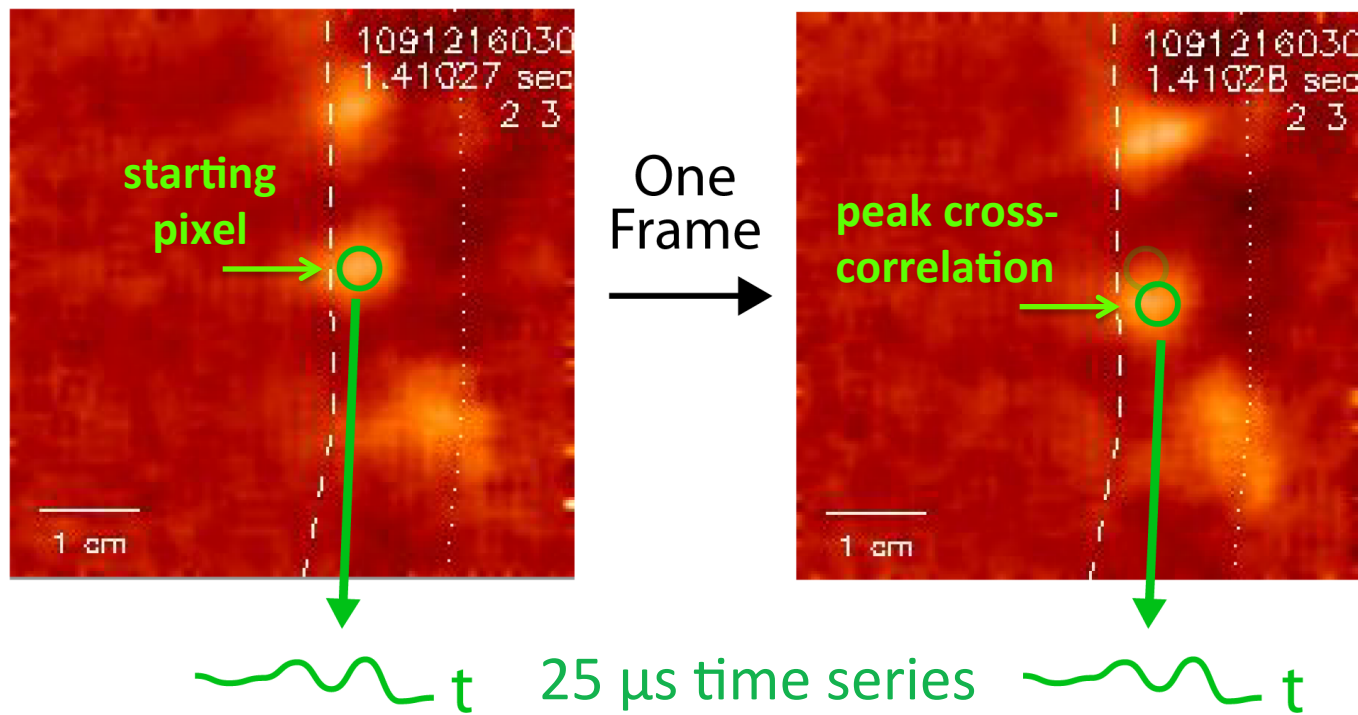 1091216030
1.41027 sec
2 3
starting
pixel
1 cm
One
Frame
1091216030
1.41028 sec
2 3
peak cross-
correlation
1 cm
t
25 µs time series
t